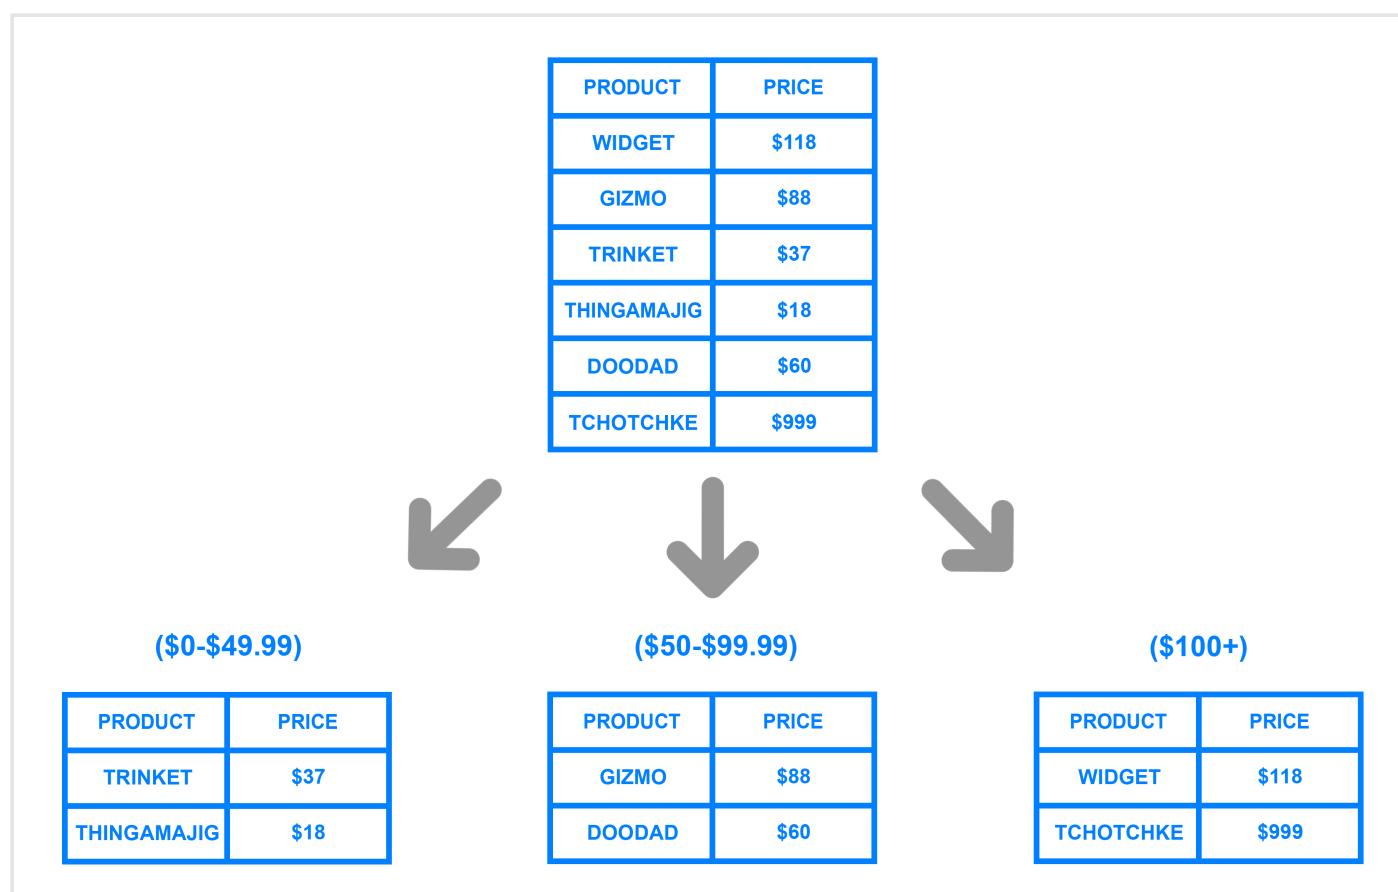 PRODUCT PRICE
WIDGET $118
GIZMO $88
TRINKET $37
THINGAMAJIG $18
DOODAD $60
TCHOTCHKE $999
($0-$49.99)
PRODUCT PRICE
TRINKET $37
THINGAMAJIG $18
($50-$99.99)
PRODUCT PRICE
GIZMO $88
DOODAD $60
($100+)
PRODUCT PRICE
WIDGET $118
TCHOTCHKE $999